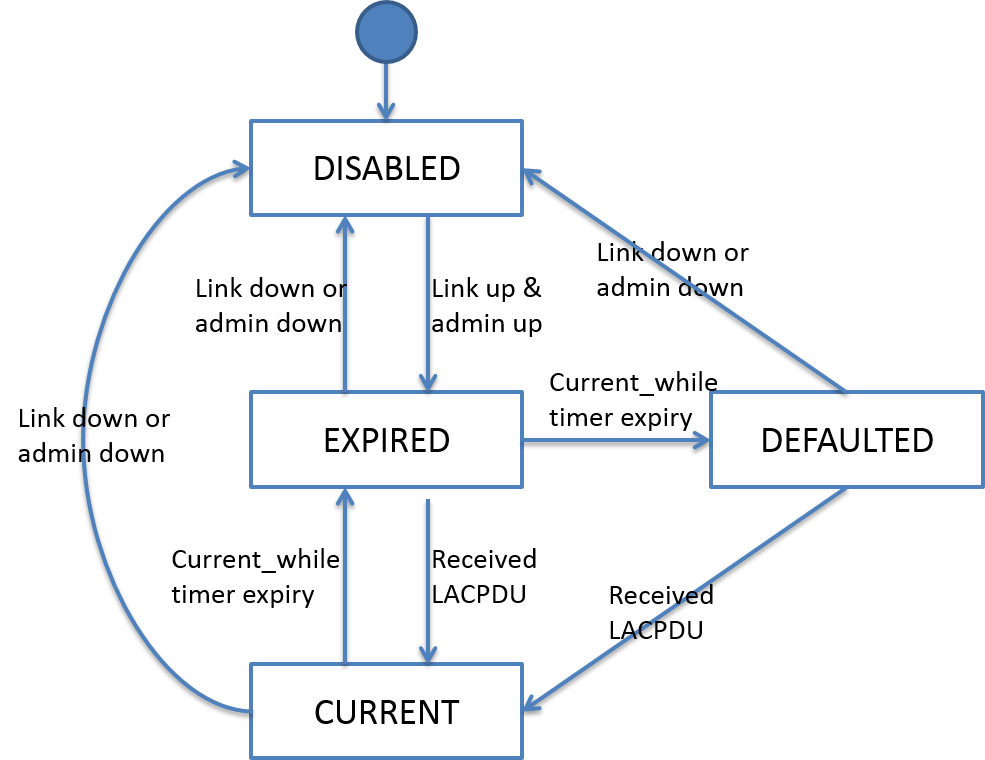 DISABLED
Link down or
admin down
Link down or
admin down
Link up &
admin up
Current_while
timer expiry
Link down or
admin down
EXPIRED
DEFAULTED
Current_while
timer expiry
Received
LACPDU
Received
LACPDU
CURRENT